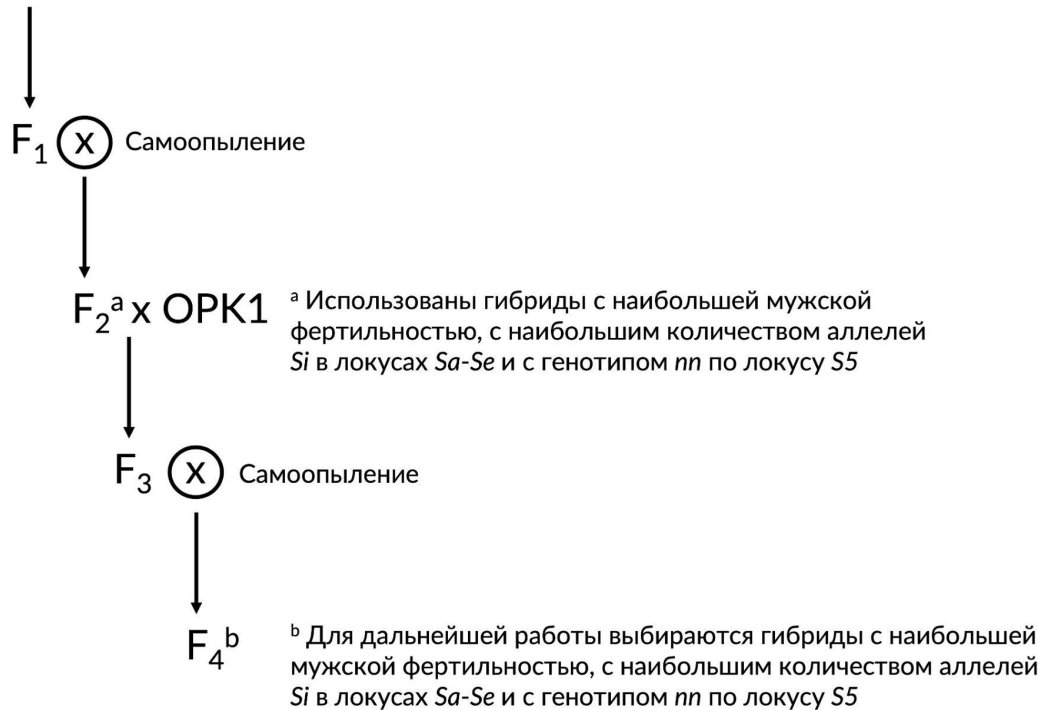 F₁ x Самоопыление
F₂ᵃ x ОРК1
ᵃ Использованы гибриды с наибольшей мужской
фертильностью, с наибольшим количеством аллелей
Si в локусах Sa-Se и с генотипом nn по локусу S5
F₃ x Самоопыление
F₄ᵇ
ᵇ Для дальнейшей работы выбираются гибриды с наибольшей
мужской фертильностью, с наибольшим количеством аллелей
Si в локусах Sa-Se и с генотипом nn по локусу S5